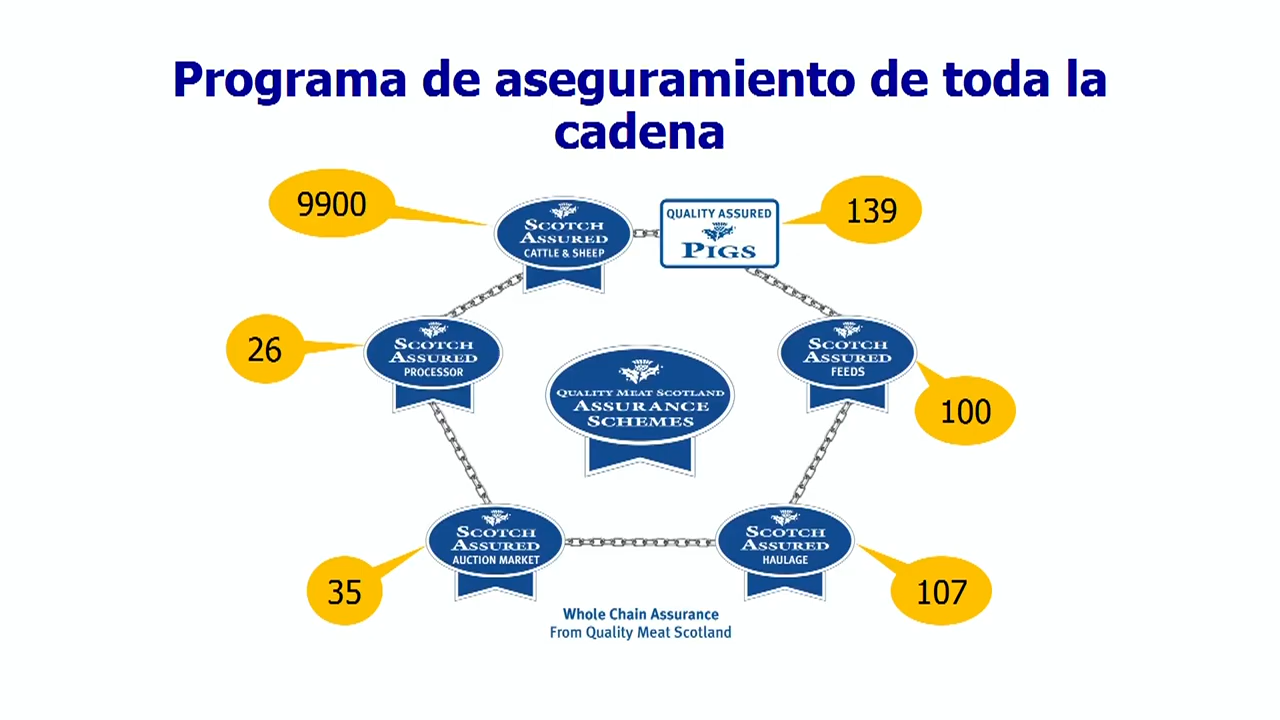 Programa de aseguramiento de toda la
cadena
9900
SCOTCH
ASSURED
CATTLE & SHEEP
QUALITY ASSURED
PIGS
139
26
SCOTCH
ASSURED
PROCESSOR
SCOTCH
ASSURED
FEEDS
100
QUALITY MEAT SCOTLAND
ASSURANCE
SCHEMES
35
SCOTCH
ASSURED
AUCTION MARKET
SCOTCH
ASSURED
HAULAGE
107
Whole Chain Assurance
From Quality Meat Scotland